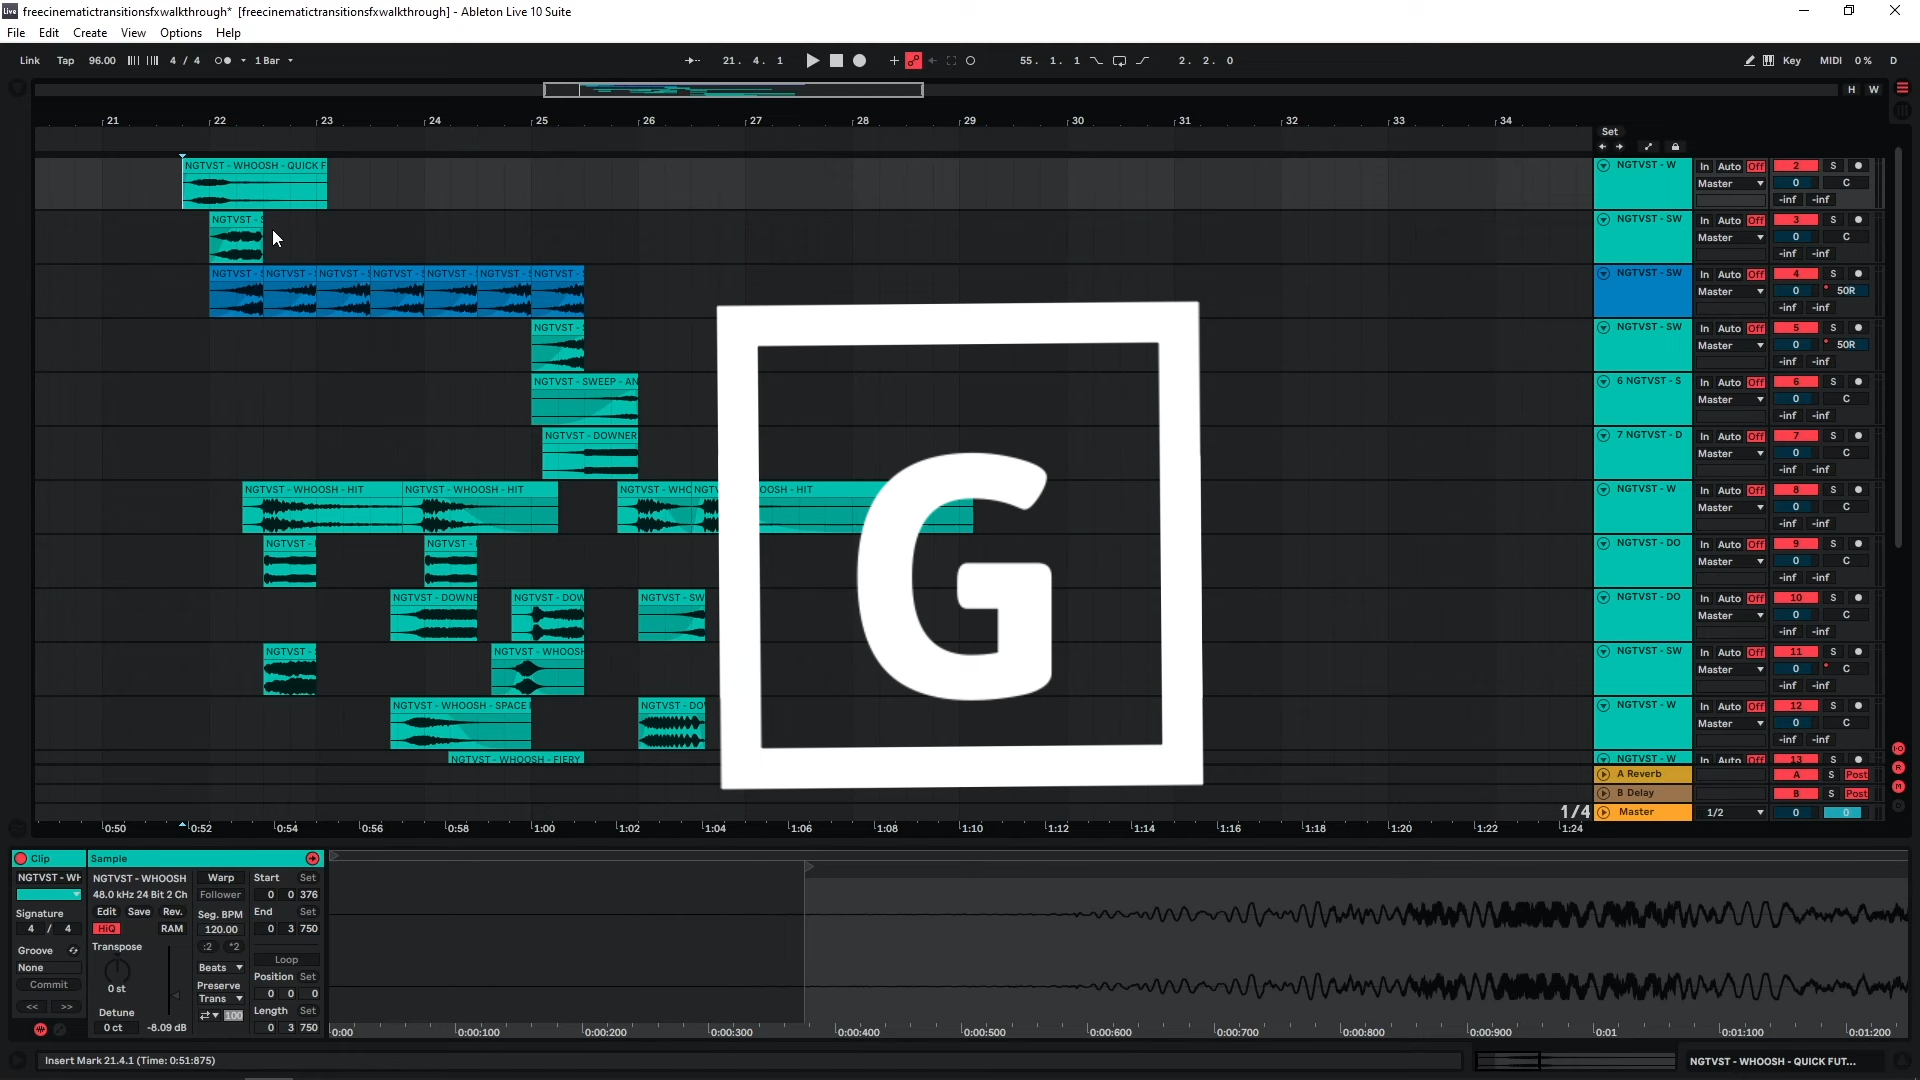 freecinematictransitionsfxwalkthrough* [freecinematictransitionsfxwalkthrough] - Ableton Live 10 Suite
File Edit Create View Options Help
Link Tap 96.00 4 / 4 1 Bar 21. 4. 1 55. 1. 1 2. 2. 0 Key MIDI 0 % D
H W
21 22 23 24 25 26 27 28 29 30 31 32 33 34
Set
NGTVST - WHOOSH - QUICK F
NGTVST - W In Auto Off 2 S
Master 0 C
-inf -inf
NGTVST - S
NGTVST - SW In Auto Off 3 S
Master 0 C
-inf -inf
NGTVST - S NGTVST - S NGTVST - S NGTVST - S NGTVST - S NGTVST - S NGTVST - S
NGTVST - SW In Auto Off 4 S
Master 0 50R
-inf -inf
NGTVST - S
NGTVST - SW In Auto Off 5 S
Master 0 50R
-inf -inf
NGTVST - SWEEP - AN
6 NGTVST - S In Auto Off 6 S
Master 0 C
-inf -inf
NGTVST - DOWNER
7 NGTVST - D In Auto Off 7 S
Master 0 C
-inf -inf
NGTVST - WHOOSH - HIT NGTVST - WHOOSH - HIT NGTVST - WHO NGTV OOSH - HIT
NGTVST - W In Auto Off 8 S
Master 0 C
-inf -inf
NGTVST - NGTVST -
NGTVST - DO In Auto Off 9 S
Master 0 C
-inf -inf
NGTVST - DOWNE NGTVST - DOW NGTVST - SW
NGTVST - DO In Auto Off 10 S
Master 0 C
-inf -inf
NGTVST - NGTVST - WHOOSH
NGTVST - SW In Auto Off 11 S
Master 0 C
-inf -inf
NGTVST - WHOOSH - SPACE NGTVST - DO
NGTVST - W In Auto Off 12 S
Master 0 C
-inf -inf
NGTVST - WHOOSH - FIERY
NGTVST - W In Auto Off 13 S
G
A Reverb A S Post
B Delay B S Post
1/4 Master 1/2 0 0
0:50 0:52 0:54 0:56 0:58 1:00 1:02 1:04 1:06 1:08 1:10 1:12 1:14 1:16 1:18 1:20 1:22 1:24
Clip Sample
NGTVST - WH NGTVST - WHOOSH Warp Start Set
48.0 kHz 24 Bit 2 Ch Follower 0 0 376
Signature Edit Save Rev. Seg. BPM End Set
4 / 4 HiQ RAM 120.00 0 3 750
Groove Transpose :2 *2 Loop
None Beats Position Set
Commit 0 st Preserve 0 0 0
<< >> Trans Length Set
Detune 100
0 ct -8.09 dB 0 3 750
0:00 0:00:100 0:00:200 0:00:300 0:00:400 0:00:500 0:00:600 0:00:700 0:00:800 0:00:900 0:01 0:01:100 0:01:200
Insert Mark 21.4.1 (Time: 0:51:875) NGTVST - WHOOSH - QUICK FUT...